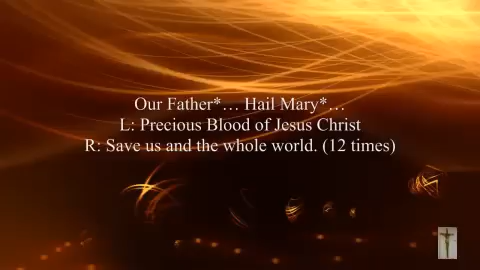 Our Father*… Hail Mary*…
L: Precious Blood of Jesus Christ
R: Save us and the whole world. (12 times)